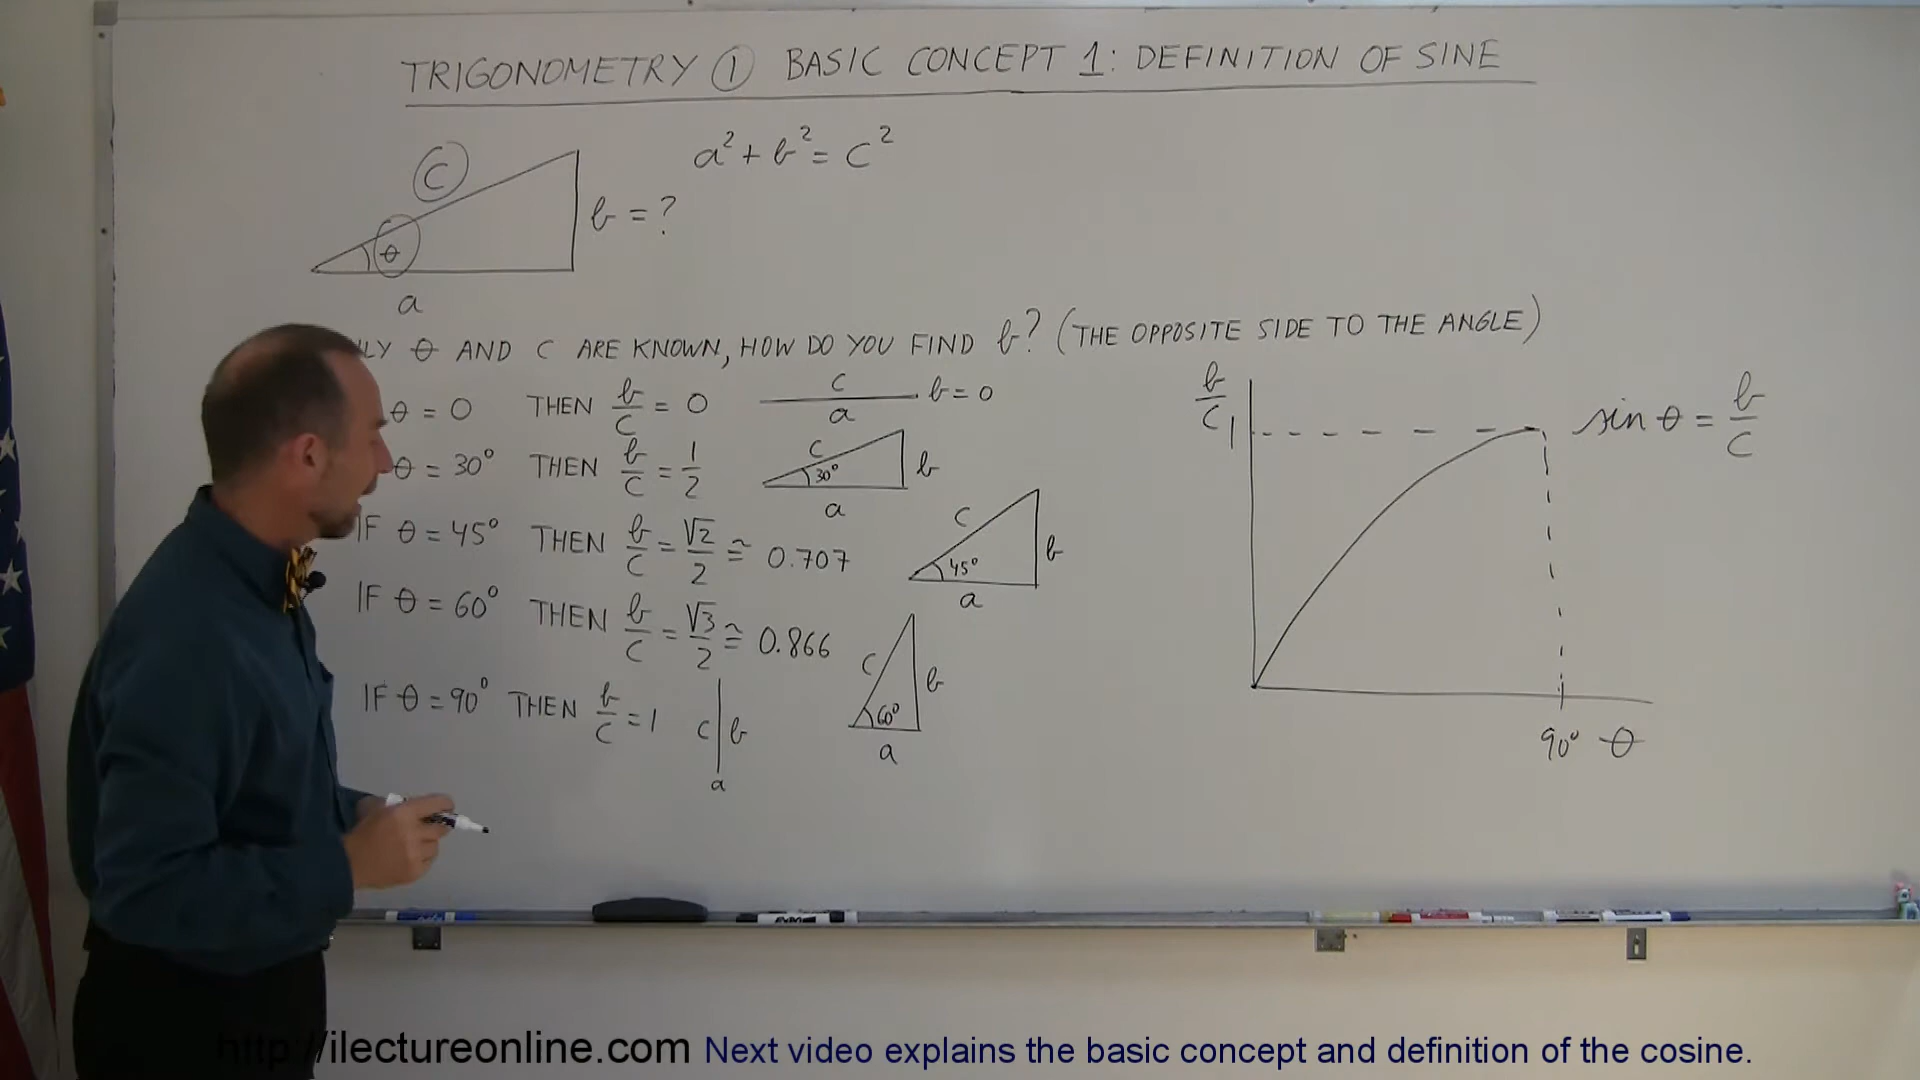 TRIGONOMETRY ① BASIC CONCEPT 1: DEFINITION OF SINE
C
a² + b² = C²
b = ?
θ
a
LY θ AND C ARE KNOWN, HOW DO YOU FIND b? (THE OPPOSITE SIDE TO THE ANGLE)
θ = 0 THEN b/C = 0
C
a
b = 0
θ = 30° THEN b/C = 1/2
C
30°
b
a
IF θ = 45° THEN b/C = √2/2 ≅ 0.707
C
45°
b
a
IF θ = 60° THEN b/C = √3/2 ≅ 0.866
C
60°
b
a
IF θ = 90° THEN b/C = 1
C b
a
b/C
1
sin θ = b/C
90° θ
EXPO
http://ilectureonline.com Next video explains the basic concept and definition of the cosine.